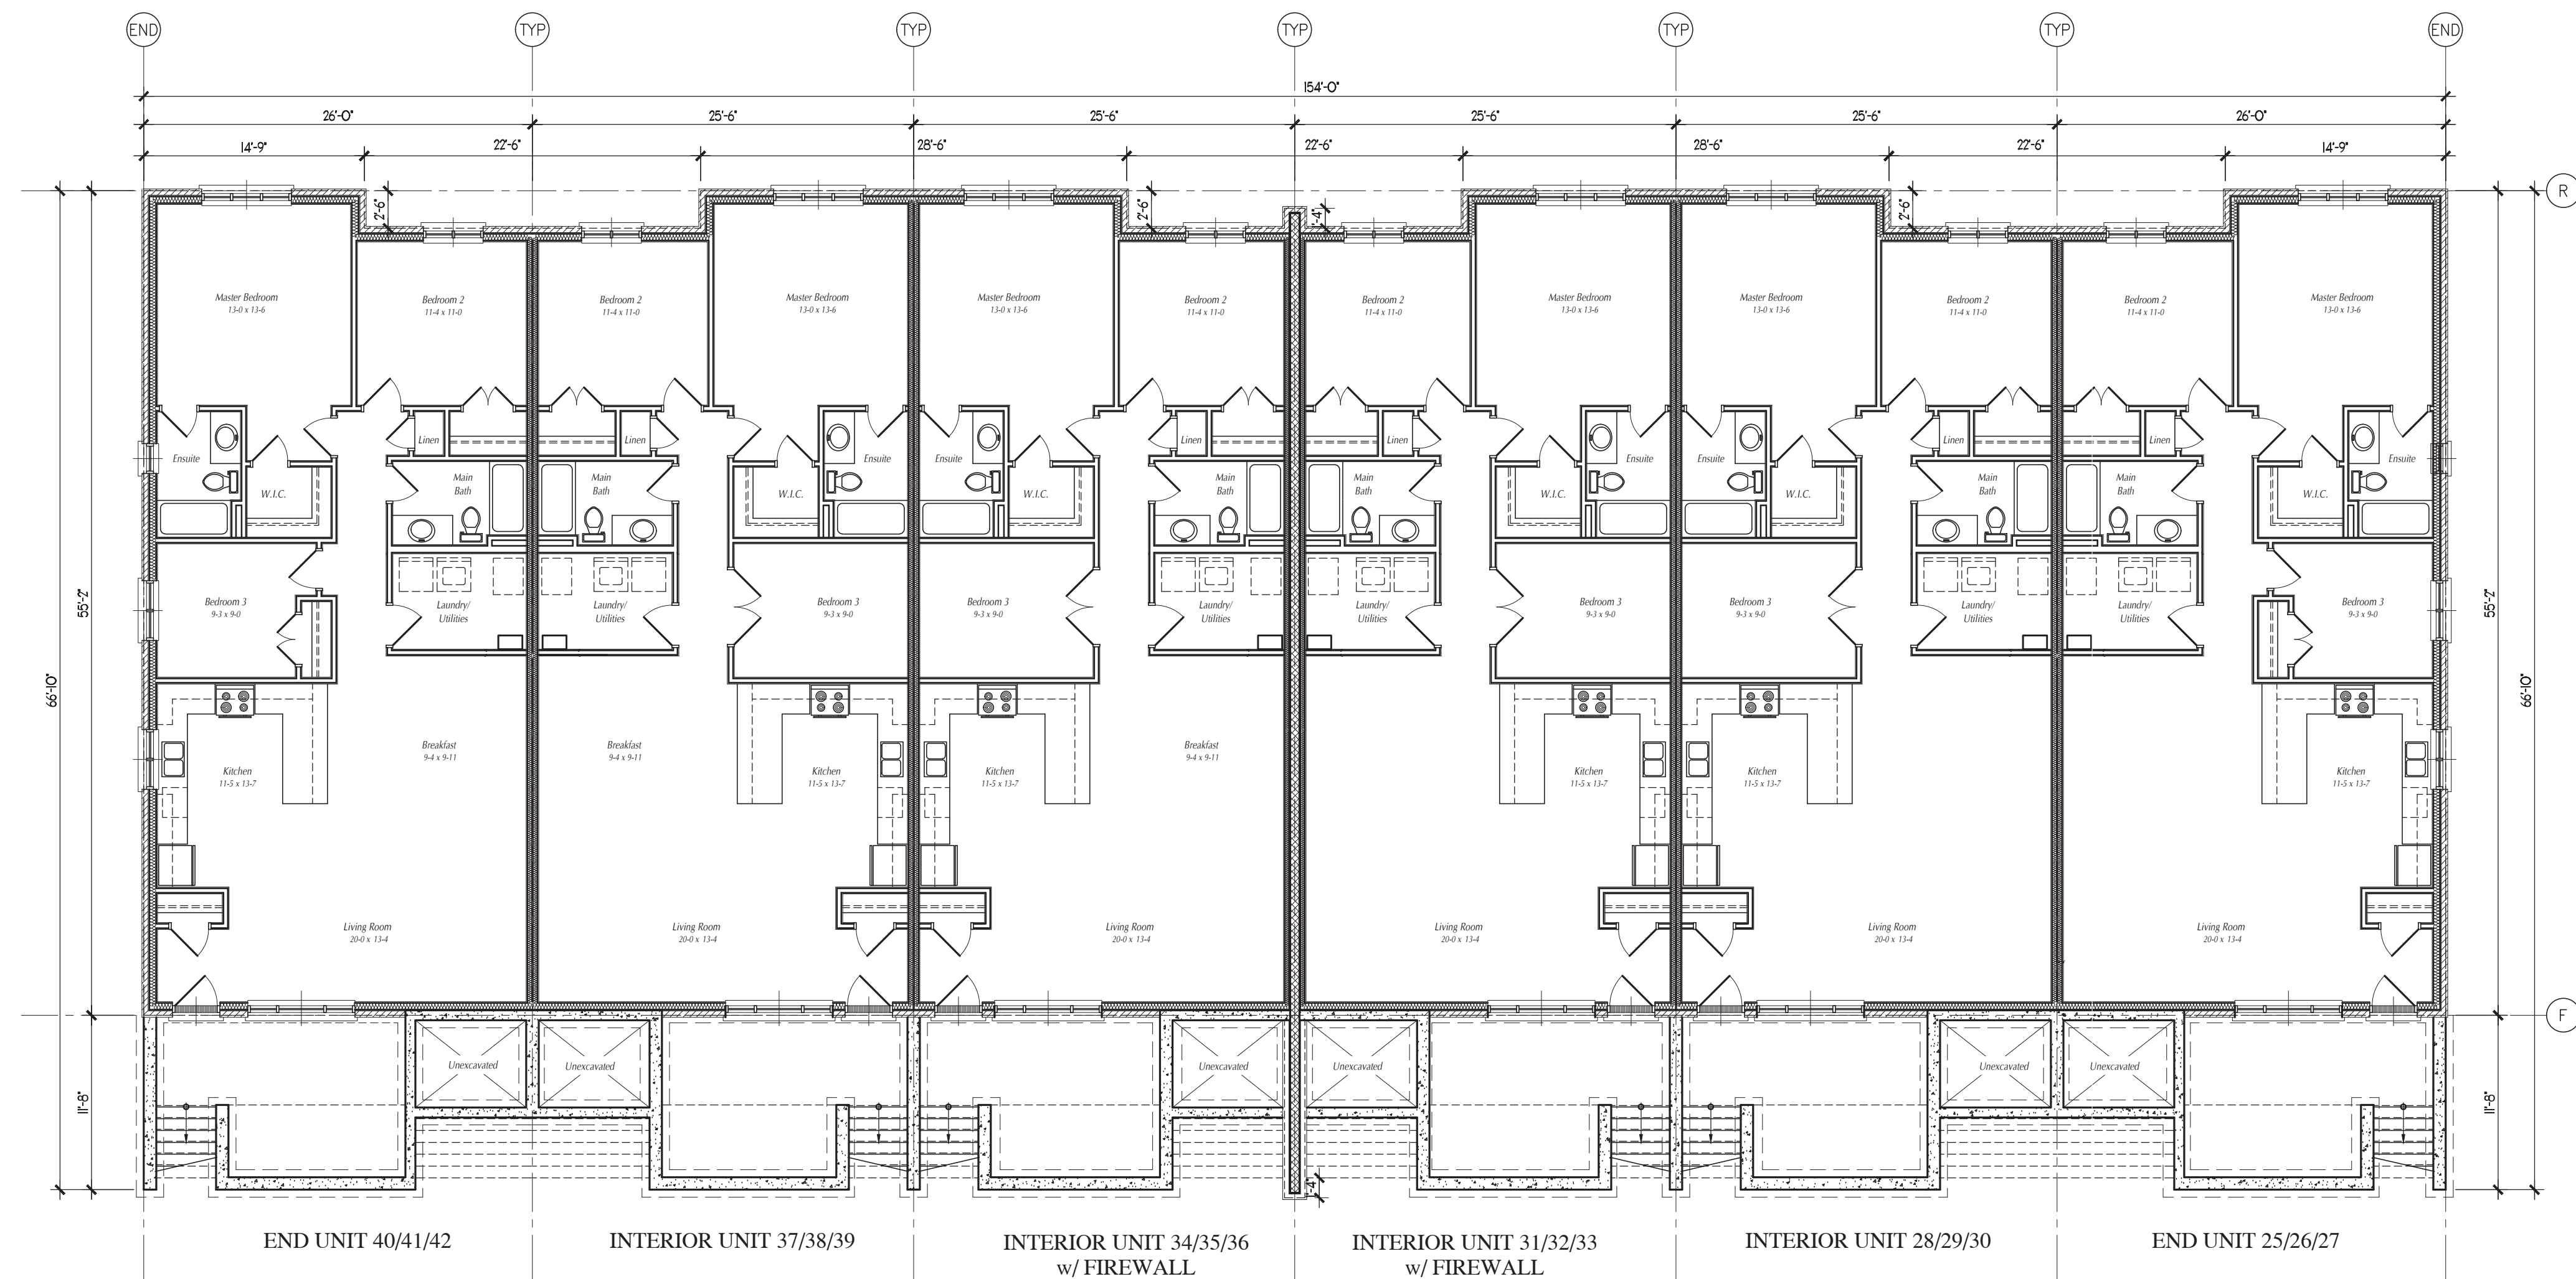 END TYP TYP TYP TYP TYP END
154'-0"
26'-0" 25'-6" 25'-6" 25'-6" 25'-6" 26'-0"
14'-9" 22'-6" 28'-6" 22'-6" 28'-6" 22'-6" 14'-9"
R
2'-6" 2'-6" 1'-4" 2'-6"
Master Bedroom Bedroom 2 Bedroom 2 Master Bedroom Master Bedroom Bedroom 2 Bedroom 2 Master Bedroom Master Bedroom Bedroom 2 Bedroom 2 Master Bedroom
13-0 x 13-6 11-4 x 11-0 11-4 x 11-0 13-0 x 13-6 13-0 x 13-6 11-4 x 11-0 11-4 x 11-0 13-0 x 13-6 13-0 x 13-6 11-4 x 11-0 11-4 x 11-0 13-0 x 13-6
Linen Linen Linen Linen Linen Linen
Ensuite Ensuite Ensuite Ensuite Ensuite Ensuite
Main Main Main Main Main Main
Bath Bath Bath Bath Bath Bath
W.I.C. W.I.C. W.I.C. W.I.C. W.I.C. W.I.C.
55'-2" 55'-2"
Bedroom 3 Laundry/ Laundry/ Bedroom 3 Bedroom 3 Laundry/ Laundry/ Bedroom 3 Bedroom 3 Laundry/ Laundry/ Bedroom 3
9-3 x 9-0 Utilities Utilities 9-3 x 9-0 9-3 x 9-0 Utilities Utilities 9-3 x 9-0 9-3 x 9-0 Utilities Utilities 9-3 x 9-0
66'-10" 66'-10"
Breakfast Breakfast Breakfast
9-4 x 9-11 9-4 x 9-11 9-4 x 9-11
Kitchen Kitchen Kitchen Kitchen Kitchen Kitchen
11-5 x 13-7 11-5 x 13-7 11-5 x 13-7 11-5 x 13-7 11-5 x 13-7 11-5 x 13-7
Living Room Living Room Living Room Living Room Living Room Living Room
20-0 x 13-4 20-0 x 13-4 20-0 x 13-4 20-0 x 13-4 20-0 x 13-4 20-0 x 13-4
F
Unexcavated Unexcavated Unexcavated Unexcavated Unexcavated Unexcavated
11'-8" 11'-8"
1'-4"
END UNIT 40/41/42 INTERIOR UNIT 37/38/39 INTERIOR UNIT 34/35/36 INTERIOR UNIT 31/32/33 INTERIOR UNIT 28/29/30 END UNIT 25/26/27
w/ FIREWALL w/ FIREWALL